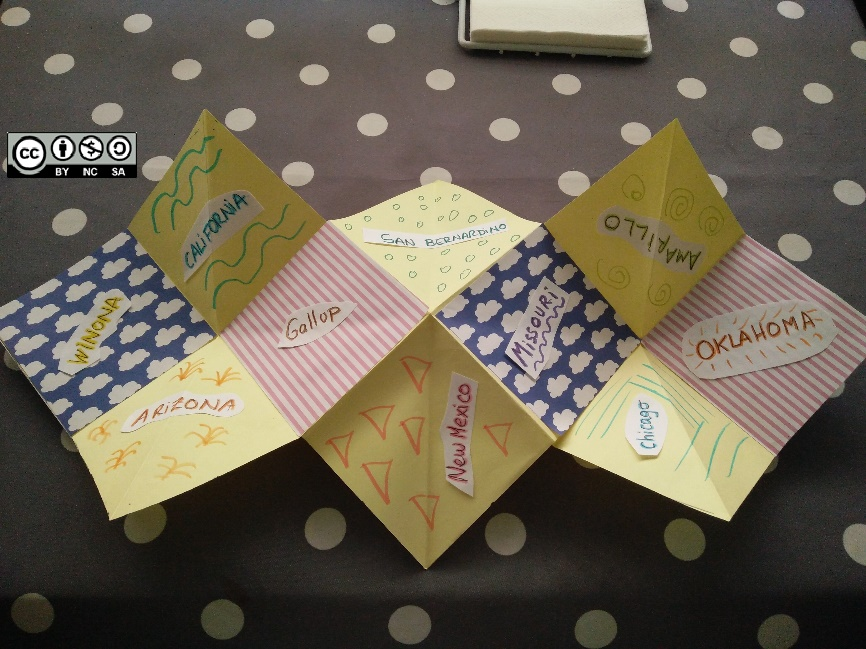 cc
BY NC SA
CALIFORNIA
SAN BERNARDINO
AMARILLO
WINONA
Gallup
Missouri
OKLAHOMA
ARIZONA
New Mexico
Chicago